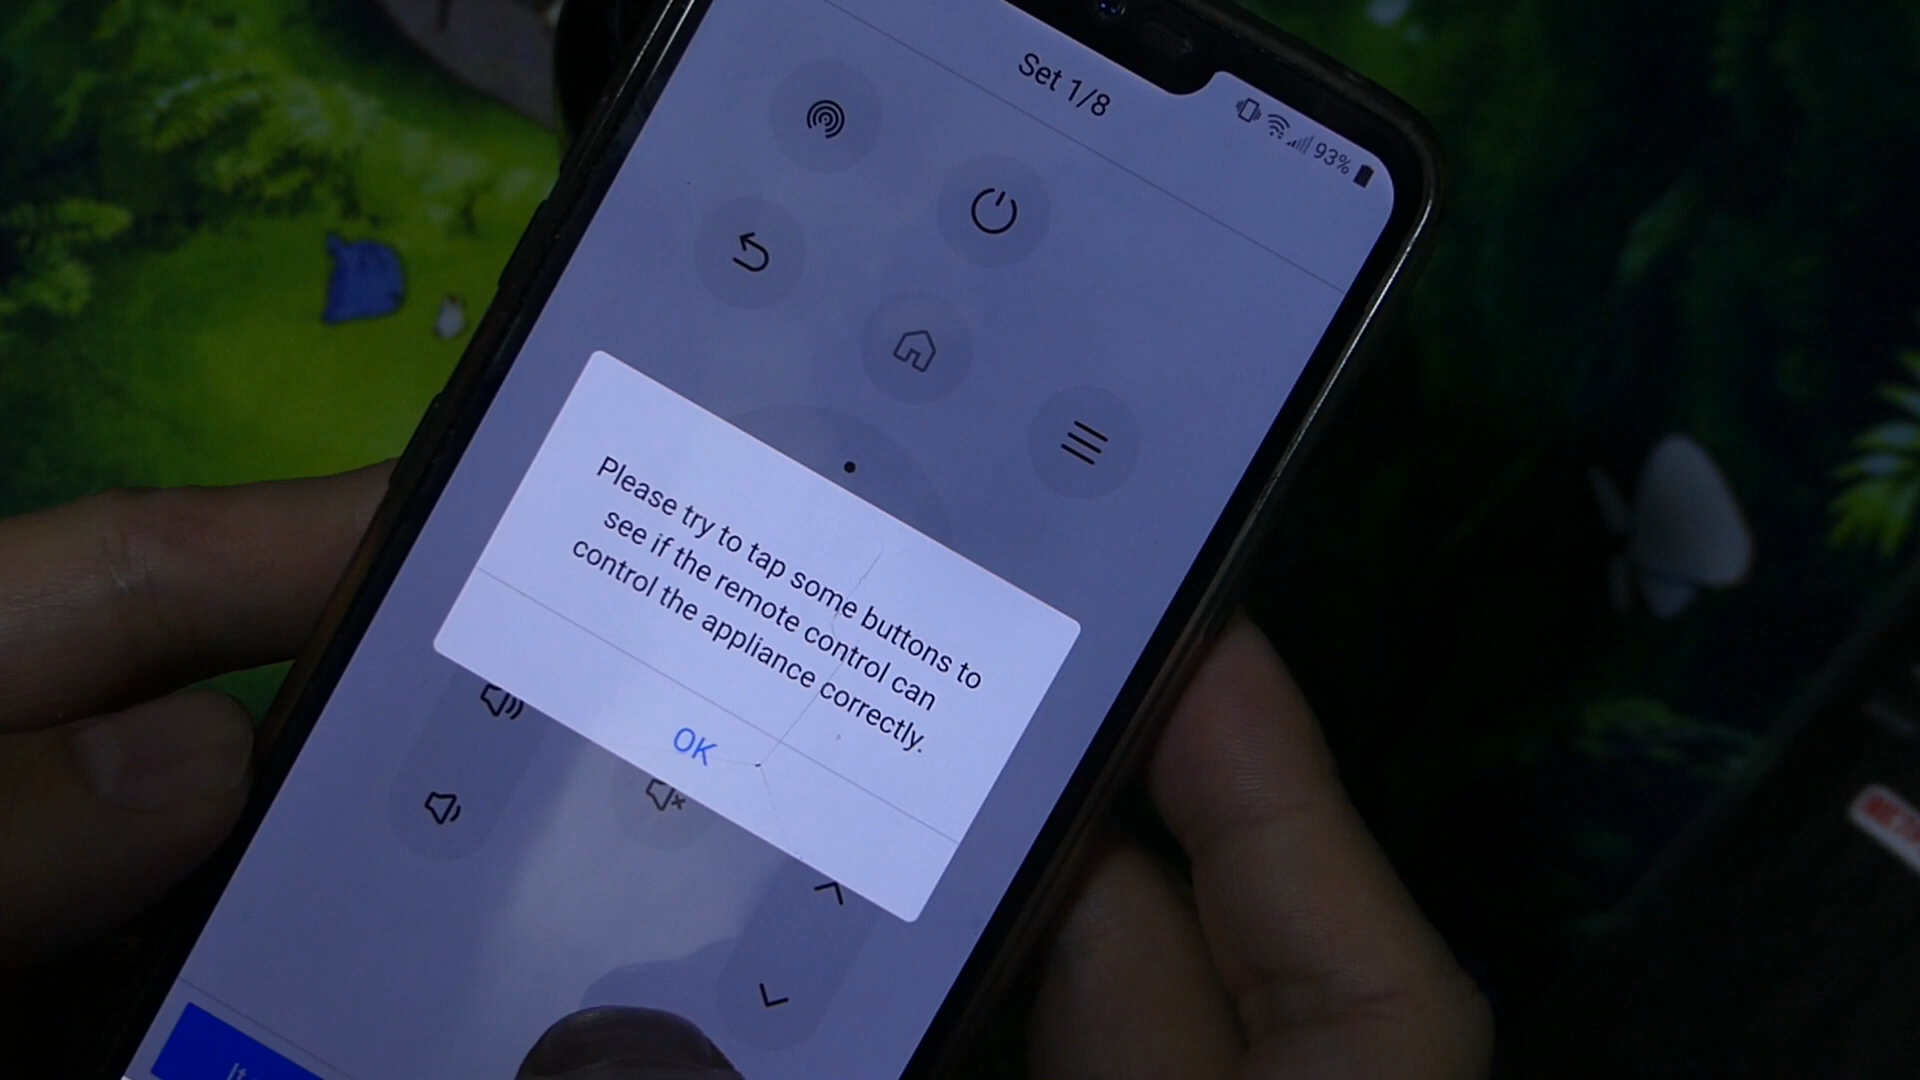 Set 1/8
93%
Please try to tap some buttons to
see if the remote control can
control the appliance correctly.
OK